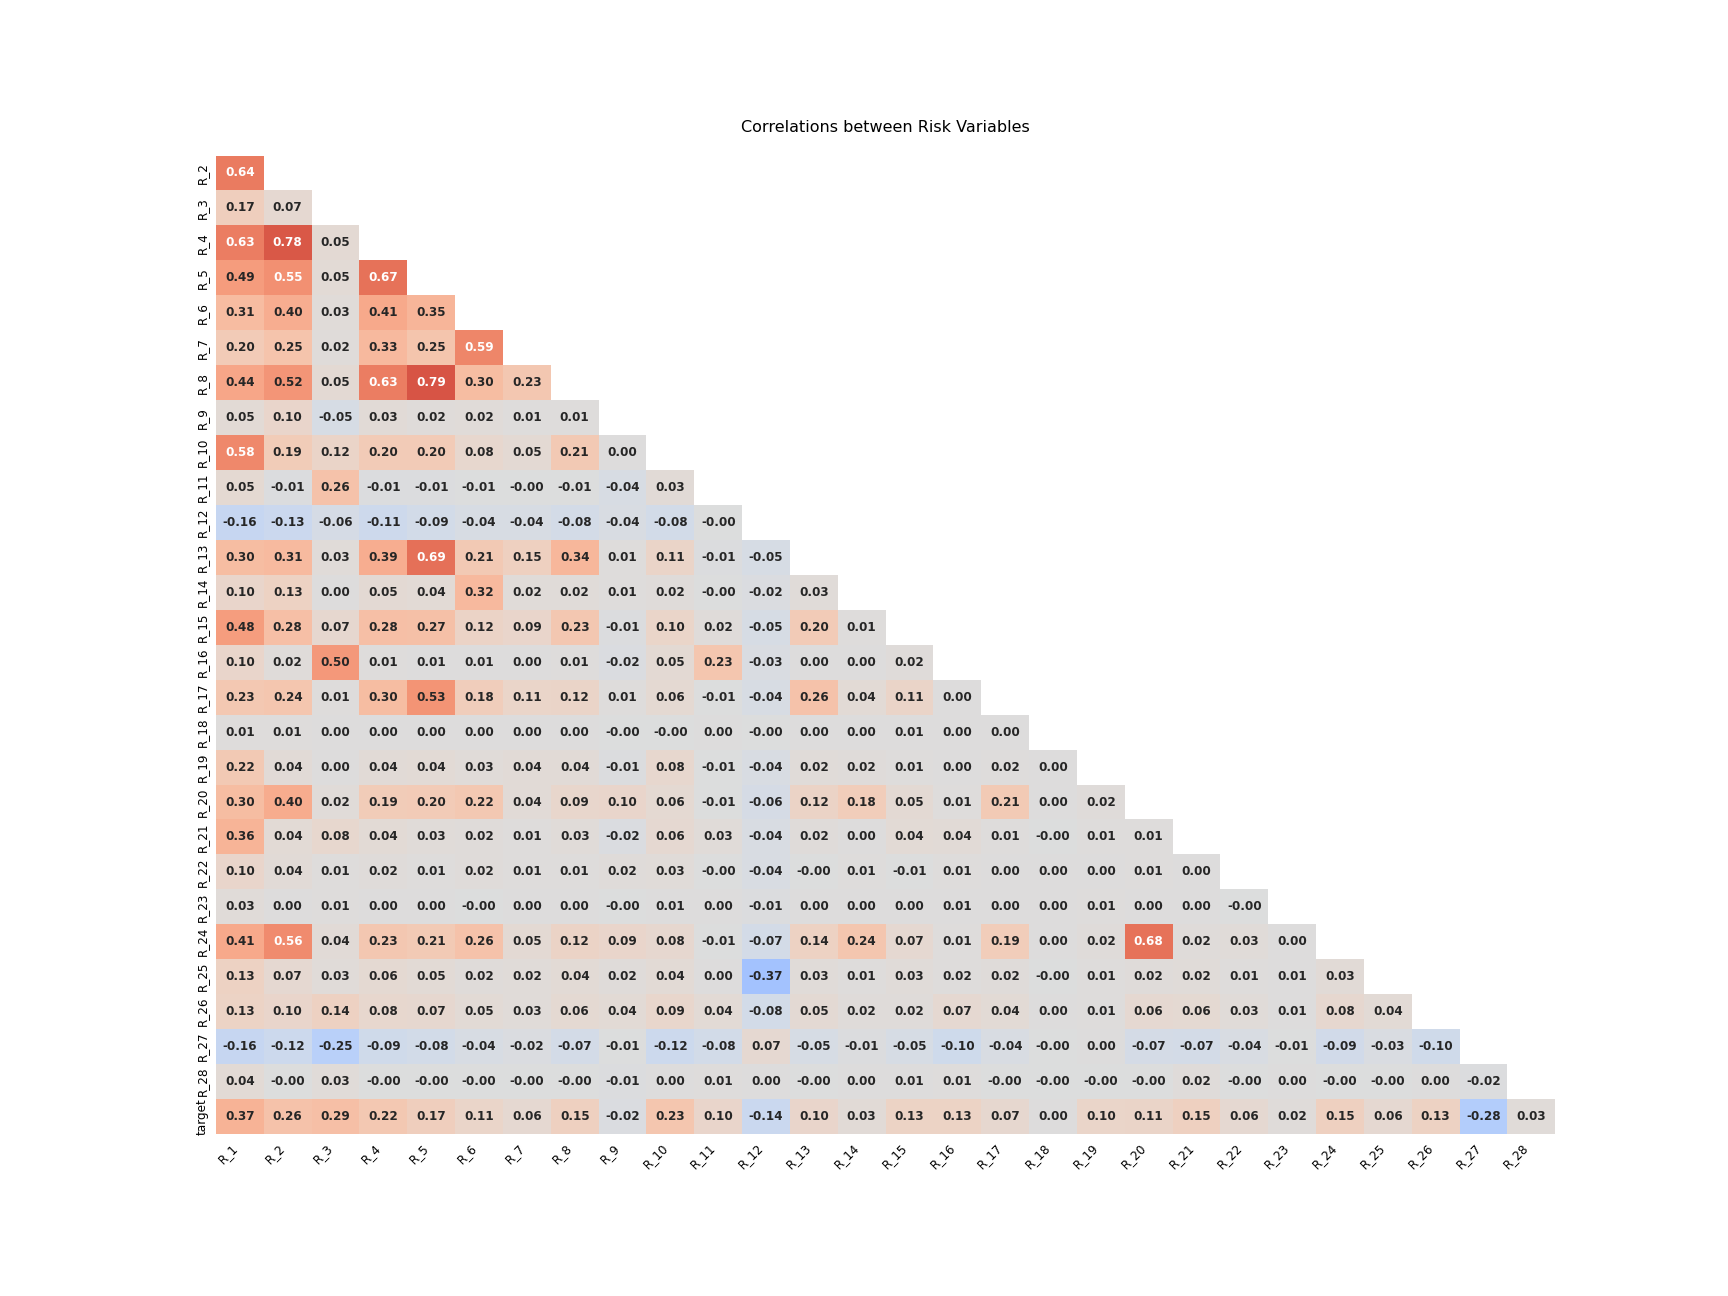 Correlations between Risk Variables
R_2 0.64
R_3 0.17 0.07
R_4 0.63 0.78 0.05
R_5 0.49 0.55 0.05 0.67
R_6 0.31 0.40 0.03 0.41 0.35
R_7 0.20 0.25 0.02 0.33 0.25 0.59
R_8 0.44 0.52 0.05 0.63 0.79 0.30 0.23
R_9 0.05 0.10 -0.05 0.03 0.02 0.02 0.01 0.01
R_10 0.58 0.19 0.12 0.20 0.20 0.08 0.05 0.21 0.00
R_11 0.05 -0.01 0.26 -0.01 -0.01 -0.01 -0.00 -0.01 -0.04 0.03
R_12 -0.16 -0.13 -0.06 -0.11 -0.09 -0.04 -0.04 -0.08 -0.04 -0.08 -0.00
R_13 0.30 0.31 0.03 0.39 0.69 0.21 0.15 0.34 0.01 0.11 -0.01 -0.05
R_14 0.10 0.13 0.00 0.05 0.04 0.32 0.02 0.02 0.01 0.02 -0.00 -0.02 0.03
R_15 0.48 0.28 0.07 0.28 0.27 0.12 0.09 0.23 -0.01 0.10 0.02 -0.05 0.20 0.01
R_16 0.10 0.02 0.50 0.01 0.01 0.01 0.00 0.01 -0.02 0.05 0.23 -0.03 0.00 0.00 0.02
R_17 0.23 0.24 0.01 0.30 0.53 0.18 0.11 0.12 0.01 0.06 -0.01 -0.04 0.26 0.04 0.11 0.00
R_18 0.01 0.01 0.00 0.00 0.00 0.00 0.00 0.00 -0.00 -0.00 0.00 -0.00 0.00 0.00 0.01 0.00 0.00
R_19 0.22 0.04 0.00 0.04 0.04 0.03 0.04 0.04 -0.01 0.08 -0.01 -0.04 0.02 0.02 0.01 0.00 0.02 0.00
R_20 0.30 0.40 0.02 0.19 0.20 0.22 0.04 0.09 0.10 0.06 -0.01 -0.06 0.12 0.18 0.05 0.01 0.21 0.00 0.02
R_21 0.36 0.04 0.08 0.04 0.03 0.02 0.01 0.03 -0.02 0.06 0.03 -0.04 0.02 0.00 0.04 0.04 0.01 -0.00 0.01 0.01
R_22 0.10 0.04 0.01 0.02 0.01 0.02 0.01 0.01 0.02 0.03 -0.00 -0.04 -0.00 0.01 -0.01 0.01 0.00 0.00 0.00 0.01 0.00
R_23 0.03 0.00 0.01 0.00 0.00 -0.00 0.00 0.00 -0.00 0.01 0.00 -0.01 0.00 0.00 0.00 0.01 0.00 0.00 0.01 0.00 0.00 -0.00
R_24 0.41 0.56 0.04 0.23 0.21 0.26 0.05 0.12 0.09 0.08 -0.01 -0.07 0.14 0.24 0.07 0.01 0.19 0.00 0.02 0.68 0.02 0.03 0.00
R_25 0.13 0.07 0.03 0.06 0.05 0.02 0.02 0.04 0.02 0.04 0.00 -0.37 0.03 0.01 0.03 0.02 0.02 -0.00 0.01 0.02 0.02 0.01 0.01 0.03
R_26 0.13 0.10 0.14 0.08 0.07 0.05 0.03 0.06 0.04 0.09 0.04 -0.08 0.05 0.02 0.02 0.07 0.04 0.00 0.01 0.06 0.06 0.03 0.01 0.08 0.04
R_27 -0.16 -0.12 -0.25 -0.09 -0.08 -0.04 -0.02 -0.07 -0.01 -0.12 -0.08 0.07 -0.05 -0.01 -0.05 -0.10 -0.04 -0.00 0.00 -0.07 -0.07 -0.04 -0.01 -0.09 -0.03 -0.10
R_28 0.04 -0.00 0.03 -0.00 -0.00 -0.00 -0.00 -0.00 -0.01 0.00 0.01 0.00 -0.00 0.00 0.01 0.01 -0.00 -0.00 -0.00 -0.00 0.02 -0.00 0.00 -0.00 -0.00 0.00 -0.02
target 0.37 0.26 0.29 0.22 0.17 0.11 0.06 0.15 -0.02 0.23 0.10 -0.14 0.10 0.03 0.13 0.13 0.07 0.00 0.10 0.11 0.15 0.06 0.02 0.15 0.06 0.13 -0.28 0.03
R_1 R_2 R_3 R_4 R_5 R_6 R_7 R_8 R_9 R_10 R_11 R_12 R_13 R_14 R_15 R_16 R_17 R_18 R_19 R_20 R_21 R_22 R_23 R_24 R_25 R_26 R_27 R_28